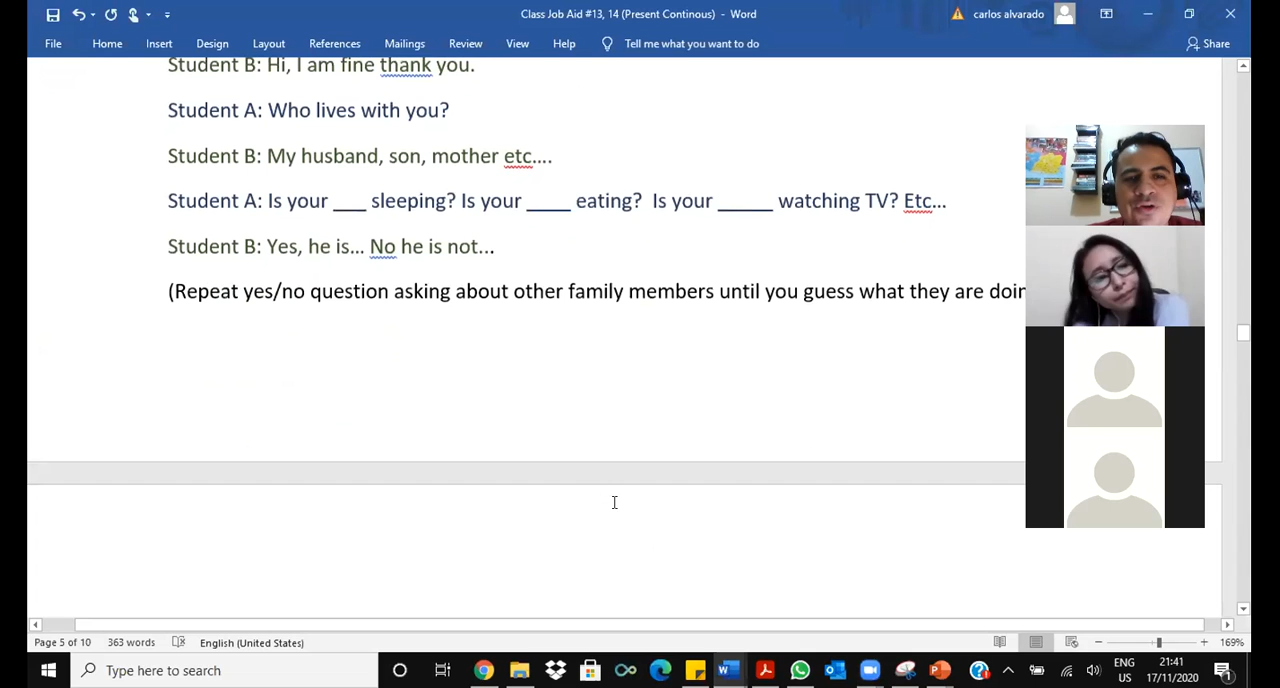 Class Job Aid #13, 14 (Present Continous) - Word
carlos alvarado
File Home Insert Design Layout References Mailings Review View Help Tell me what you want to do Share
Student B: Hi, I am fine thank you.
Student A: Who lives with you?
Student B: My husband, son, mother etc....
Student A: Is your ___ sleeping? Is your ____ eating? Is your _____ watching TV? Etc...
Student B: Yes, he is... No he is not...
(Repeat yes/no question asking about other family members until you guess what they are doin
Page 5 of 10 363 words English (United States) 169%
Type here to search
ENG 21:41
US 17/11/2020